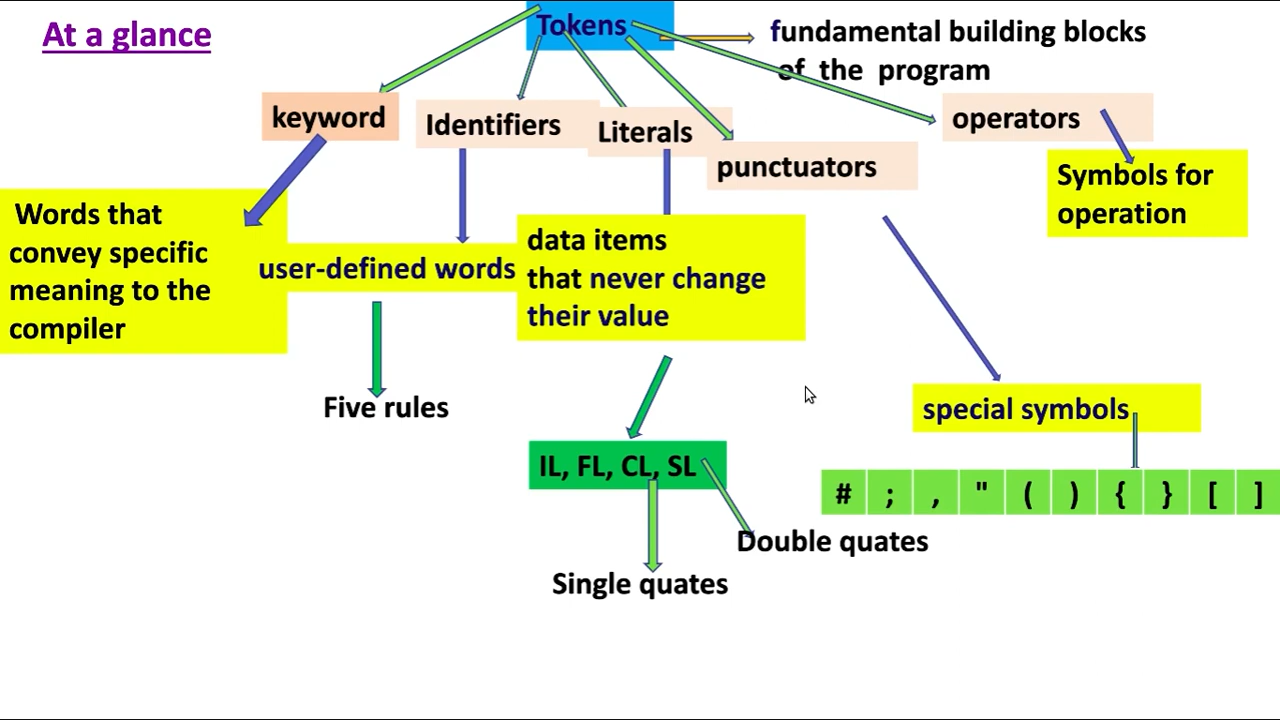 At a glance
Tokens
fundamental building blocks
of the program
keyword
Identifiers
Literals
punctuators
operators
Symbols for
operation
Words that
convey specific
meaning to the
compiler
user-defined words
data items
that never change
their value
Five rules
special symbols
IL, FL, CL, SL
# ; , " ( ) { } [ ]
Double quates
Single quates